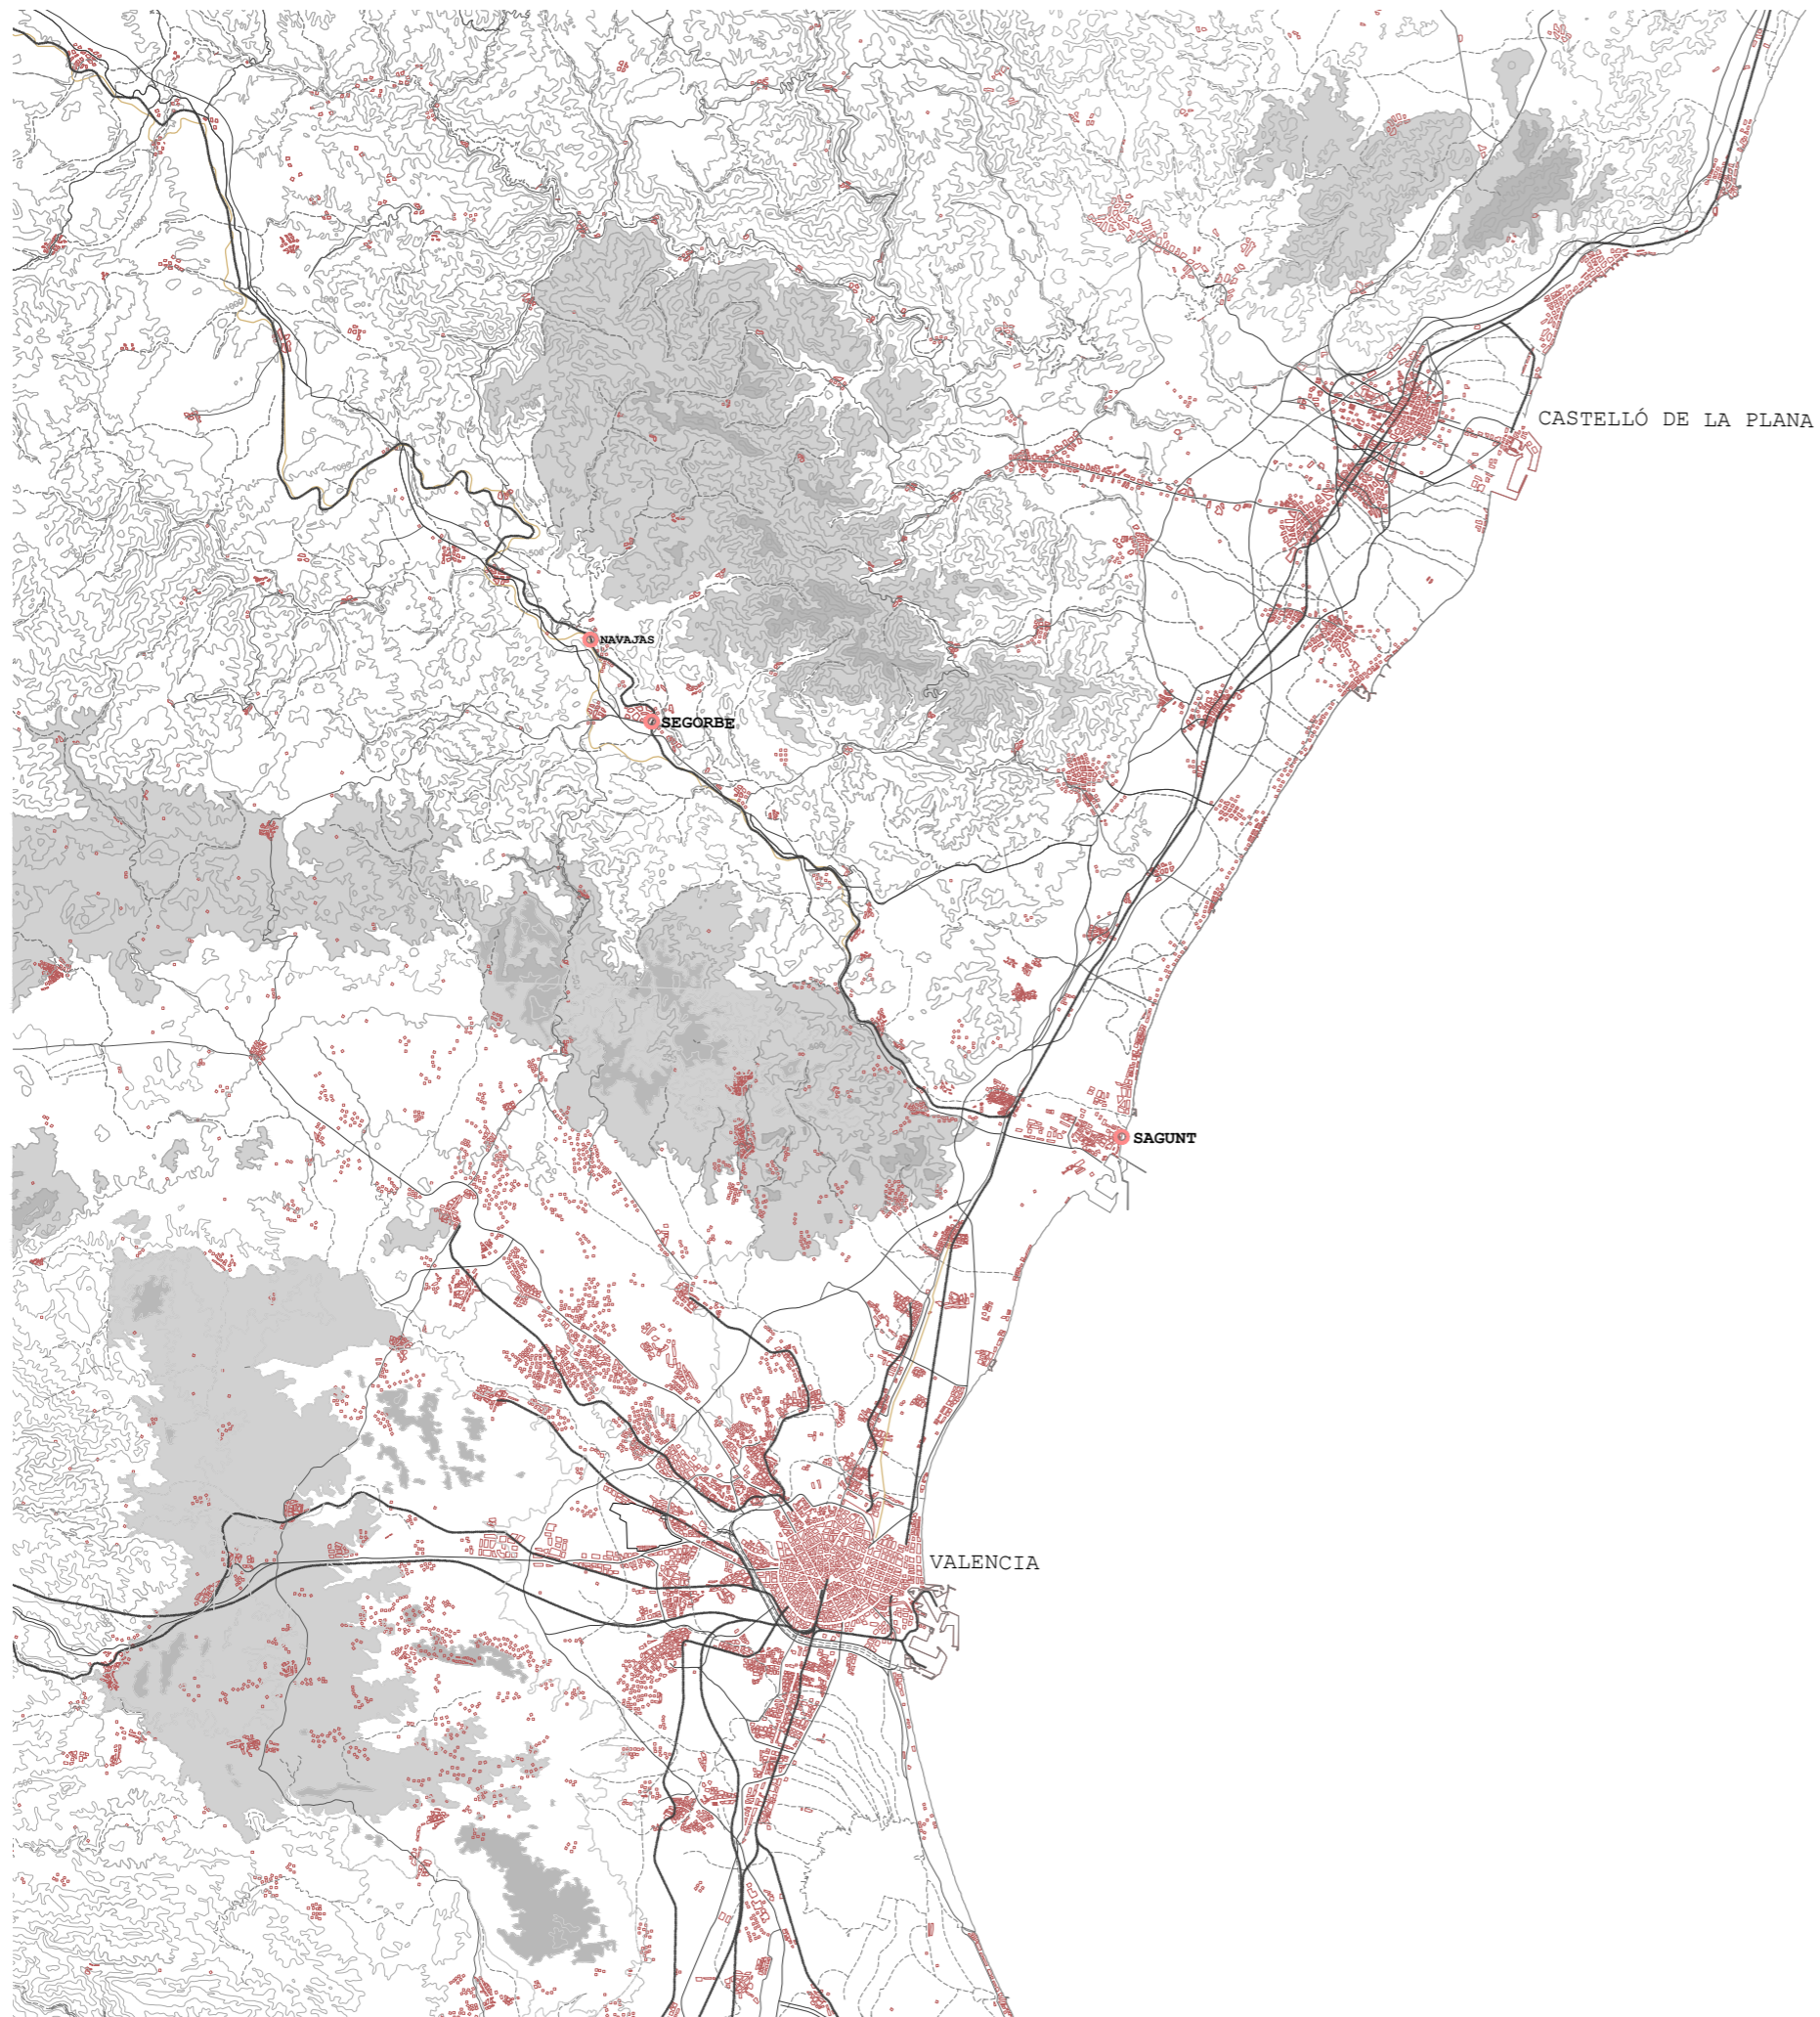 CASTELLÓ DE LA PLANA
NAVAJAS
SEGORBE
SAGUNT
VALENCIA